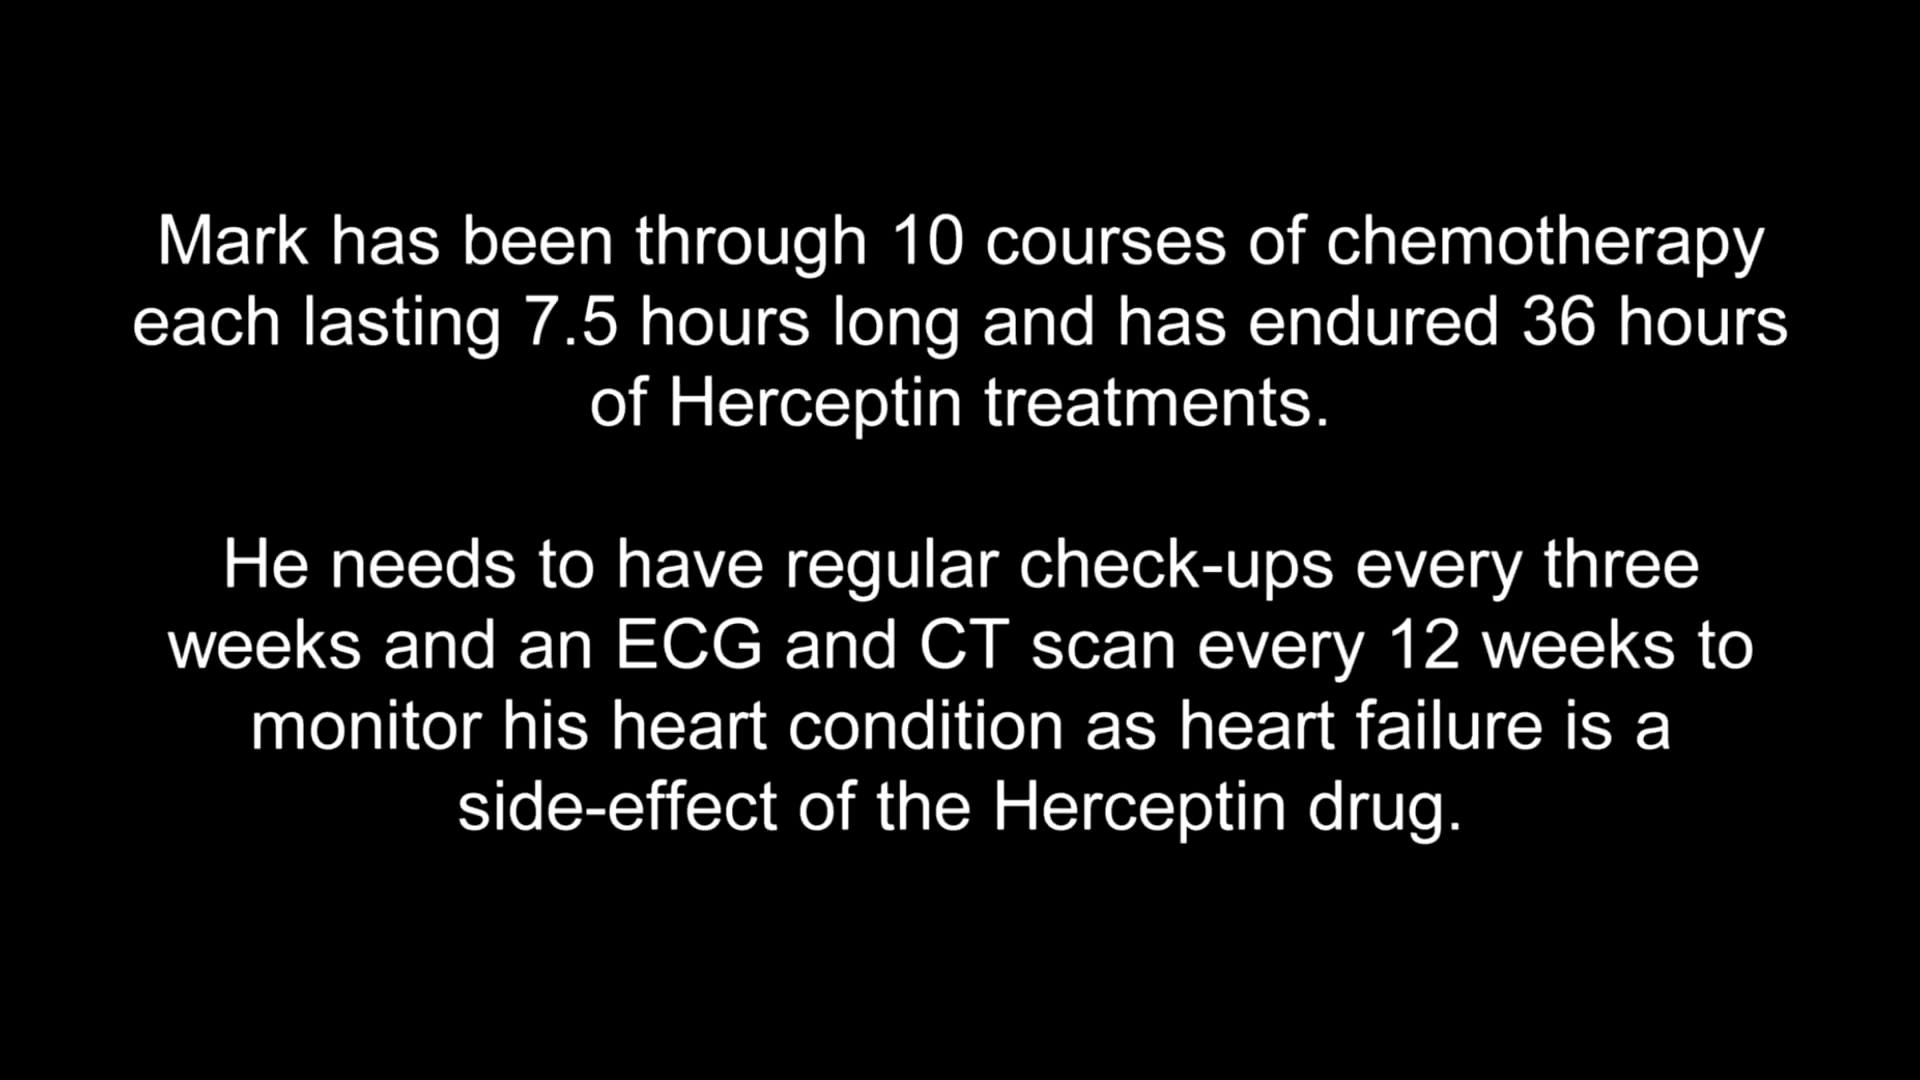 Mark has been through 10 courses of chemotherapy
each lasting 7.5 hours long and has endured 36 hours
of Herceptin treatments.
He needs to have regular check-ups every three
weeks and an ECG and CT scan every 12 weeks to
monitor his heart condition as heart failure is a
side-effect of the Herceptin drug.